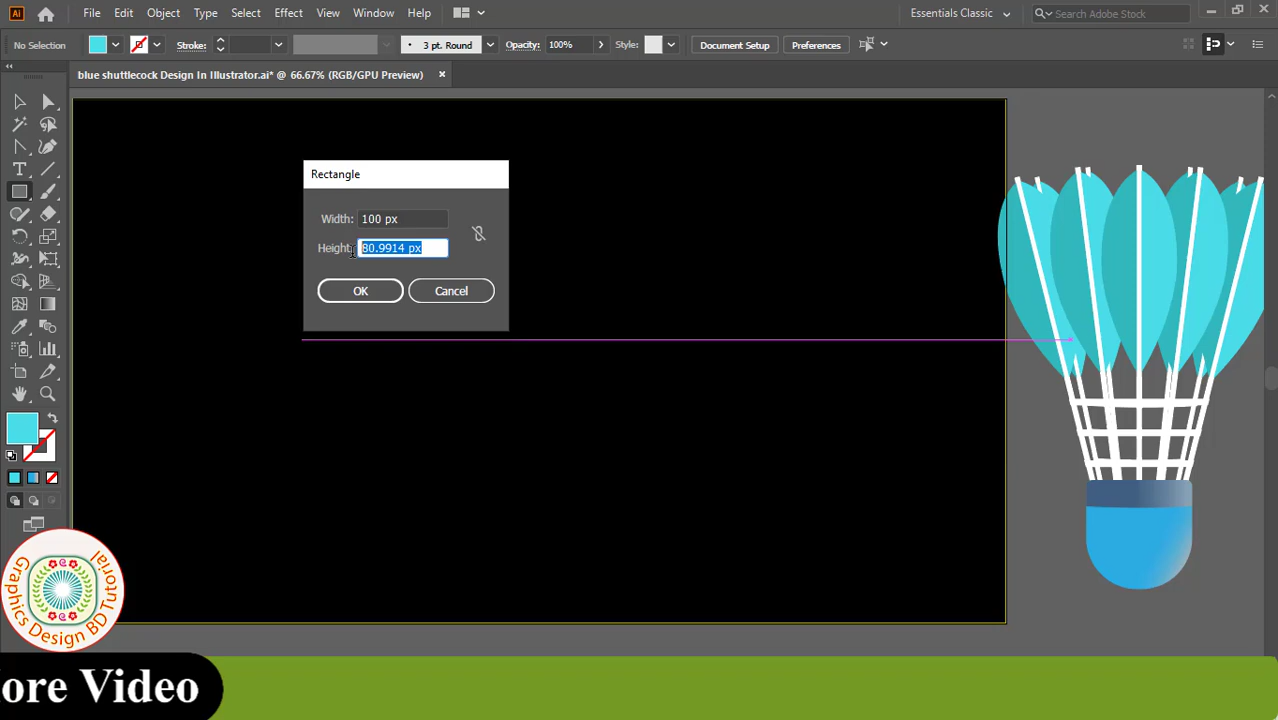 Ai File Edit Object Type Select Effect View Window Help Essentials Classic Search Adobe Stock
No Selection Stroke: 3 pt. Round Opacity: 100% Style: Document Setup Preferences
blue shuttlecock Design In Illustrator.ai* @ 66.67% (RGB/GPU Preview)
Rectangle
Width: 100 px
Height: 80.9914 px
OK Cancel
Graphics Design BD Tutorial
ore Video